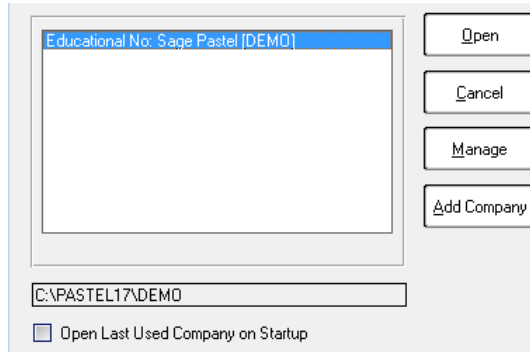 Educational No: Sage Pastel [DEMO]
Open
Cancel
Manage
Add Company
C:\PASTEL17\DEMO
Open Last Used Company on Startup